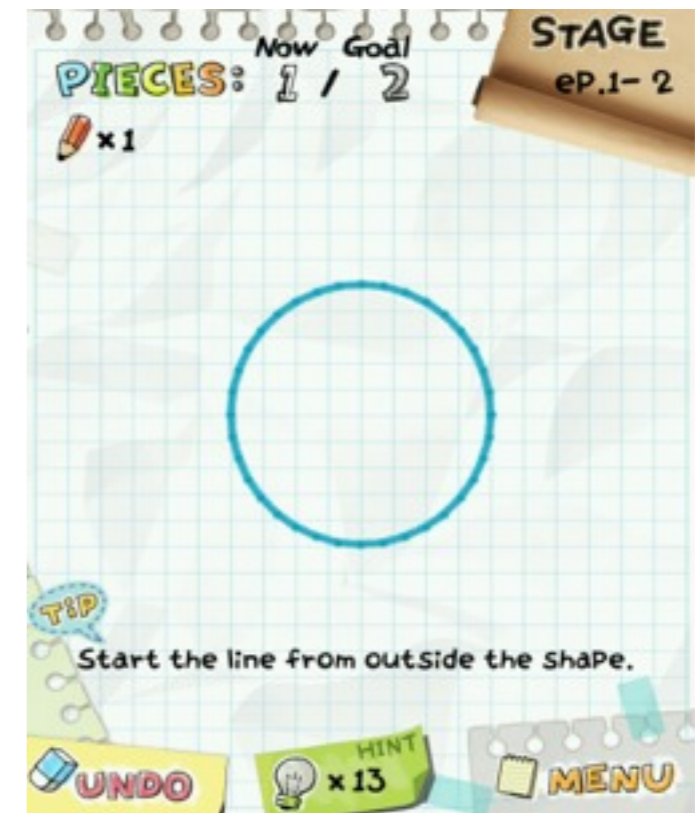 STAGE
Now Goal
PIECES: 1 / 2
eP.1-2
×1
TIP
Start the line from outside the shape.
HINT
UNDO
×13
MENU